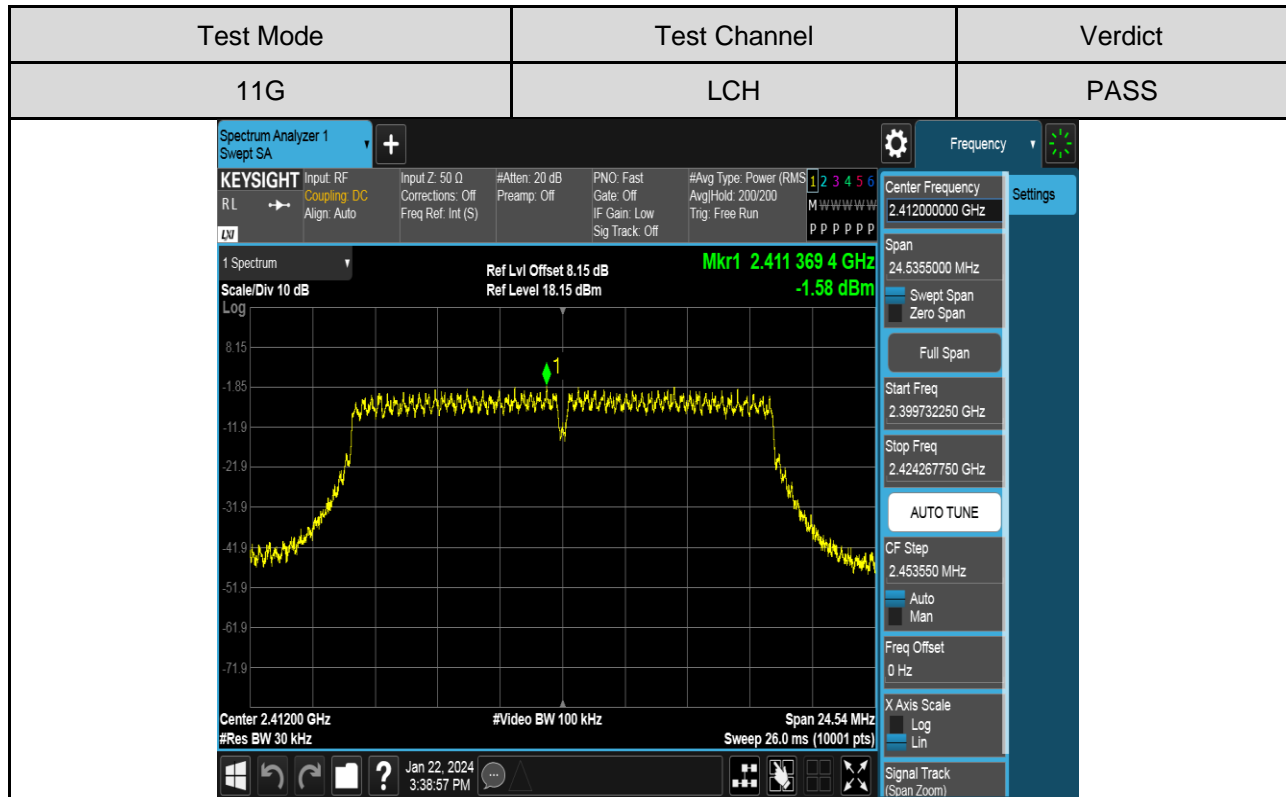 Test Mode Test Channel Verdict
11G LCH PASS
Spectrum Analyzer 1
Swept SA
+
Frequency
KEYSIGHT
RL
LXI
Input: RF
Coupling: DC
Align: Auto
Input Z: 50 Ω
Corrections: Off
Freq Ref: Int (S)
#Atten: 20 dB
Preamp: Off
PNO: Fast
Gate: Off
IF Gain: Low
Sig Track: Off
#Avg Type: Power (RMS
Avg|Hold: 200/200
Trig: Free Run
1 2 3 4 5 6
M W W W W W
P P P P P P
1 Spectrum
Scale/Div 10 dB
Ref Lvl Offset 8.15 dB
Ref Level 18.15 dBm
Mkr1 2.411 369 4 GHz
-1.58 dBm
Log
8.15
-1.85
-11.9
-21.9
-31.9
-41.9
-51.9
-61.9
-71.9
1
Center 2.41200 GHz
#Res BW 30 kHz
#Video BW 100 kHz
Span 24.54 MHz
Sweep 26.0 ms (10001 pts)
Settings
Center Frequency
2.412000000 GHz
Span
24.5355000 MHz
Swept Span
Zero Span
Full Span
Start Freq
2.399732250 GHz
Stop Freq
2.424267750 GHz
AUTO TUNE
CF Step
2.453550 MHz
Auto
Man
Freq Offset
0 Hz
X Axis Scale
Log
Lin
Signal Track
(Span Zoom)
?
Jan 22, 2024
3:38:57 PM